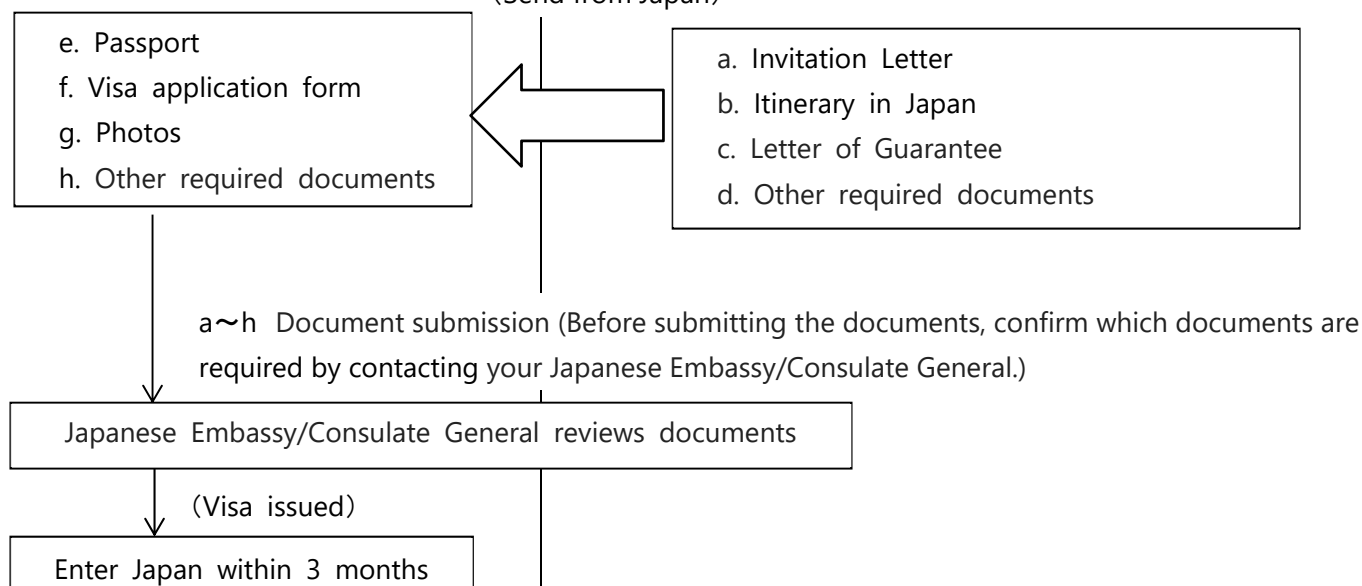 （Send from Japan）
e. Passport
f. Visa application form
g. Photos
h. Other required documents
a. Invitation Letter
b. Itinerary in Japan
c. Letter of Guarantee
d. Other required documents
a～h Document submission (Before submitting the documents, confirm which documents are
required by contacting your Japanese Embassy/Consulate General.)
Japanese Embassy/Consulate General reviews documents
（Visa issued）
Enter Japan within 3 months